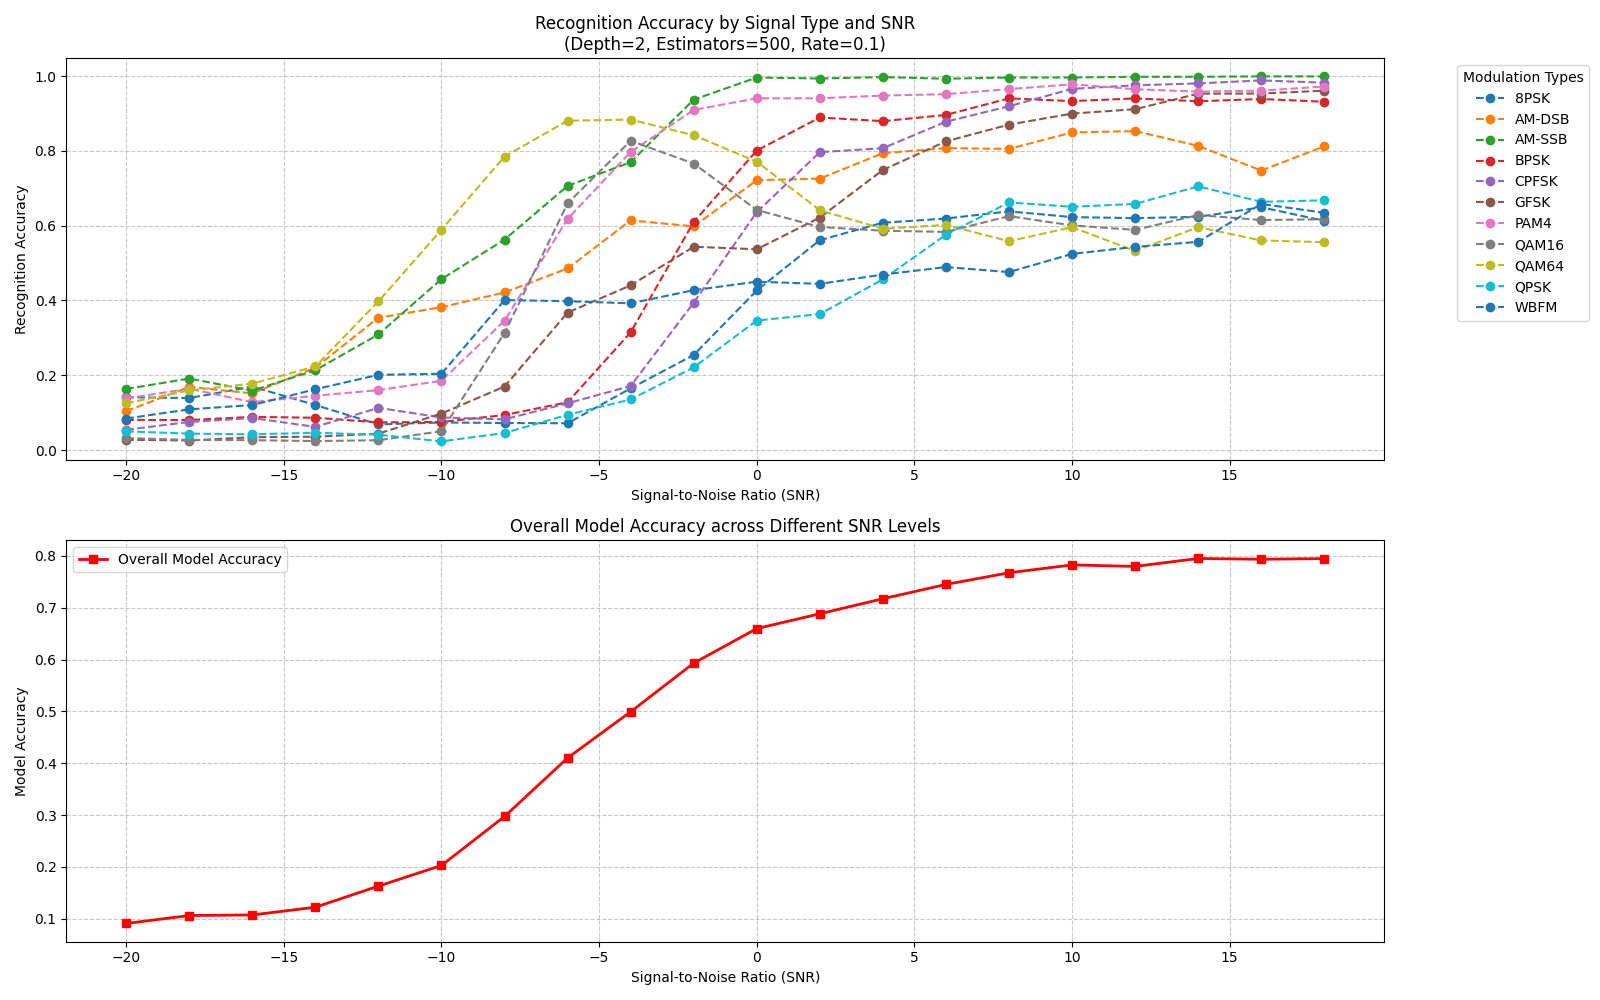 Recognition Accuracy by Signal Type and SNR
(Depth=2, Estimators=500, Rate=0.1)
Recognition Accuracy
1.0
0.8
0.6
0.4
0.2
0.0
−20
−15
−10
−5
0
5
10
15
Signal-to-Noise Ratio (SNR)
Modulation Types
8PSK
AM-DSB
AM-SSB
BPSK
CPFSK
GFSK
PAM4
QAM16
QAM64
QPSK
WBFM
Overall Model Accuracy across Different SNR Levels
Overall Model Accuracy
Model Accuracy
0.8
0.7
0.6
0.5
0.4
0.3
0.2
0.1
−20
−15
−10
−5
0
5
10
15
Signal-to-Noise Ratio (SNR)